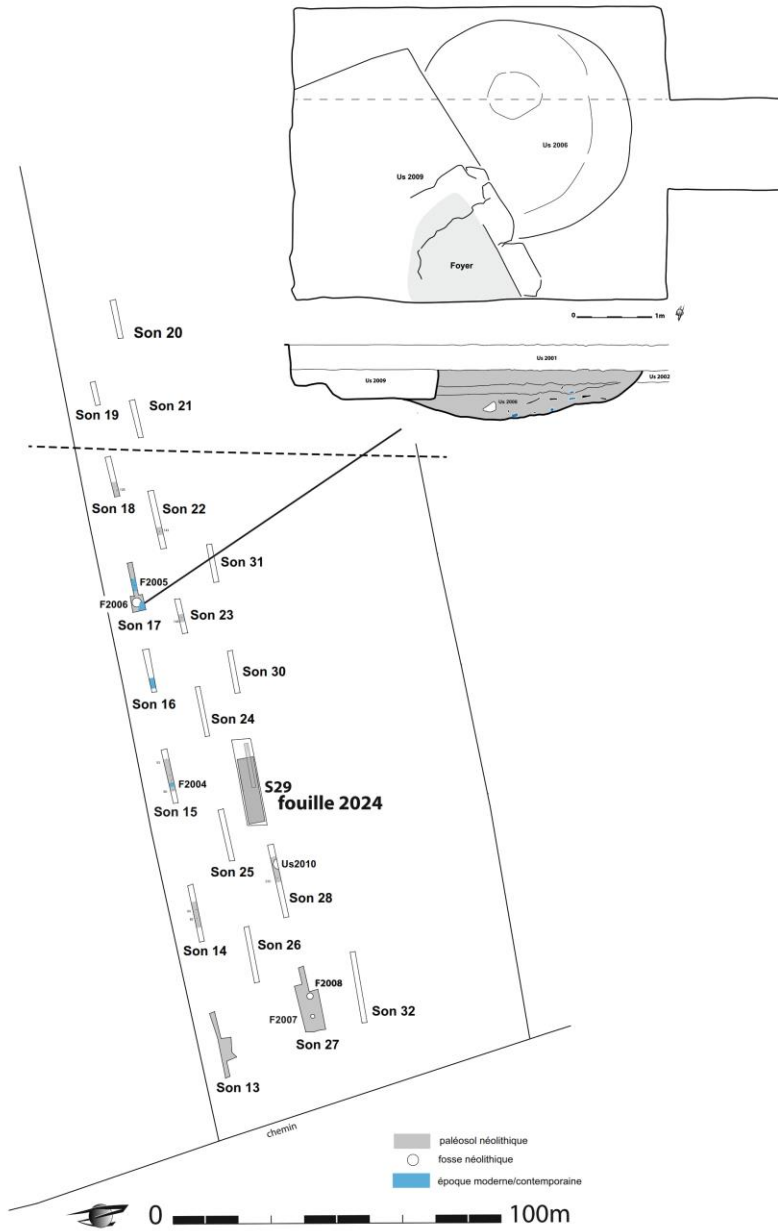 Us 2006
Us 2009
Foyer
0 1m
Us 2001
Us 2009
Us 2002
Son 20
Son 19
Son 21
Son 18
Son 22
Son 31
F2005
F2006
Son 17
Son 23
Son 16
Son 30
Son 24
F2004
Son 15
S29
fouille 2024
Son 25
Us2010
Son 28
Son 14
Son 26
F2008
F2007
Son 27
Son 32
Son 13
chemin
paléosol néolithique
fosse néolithique
époque moderne/contemporaine
0 100m